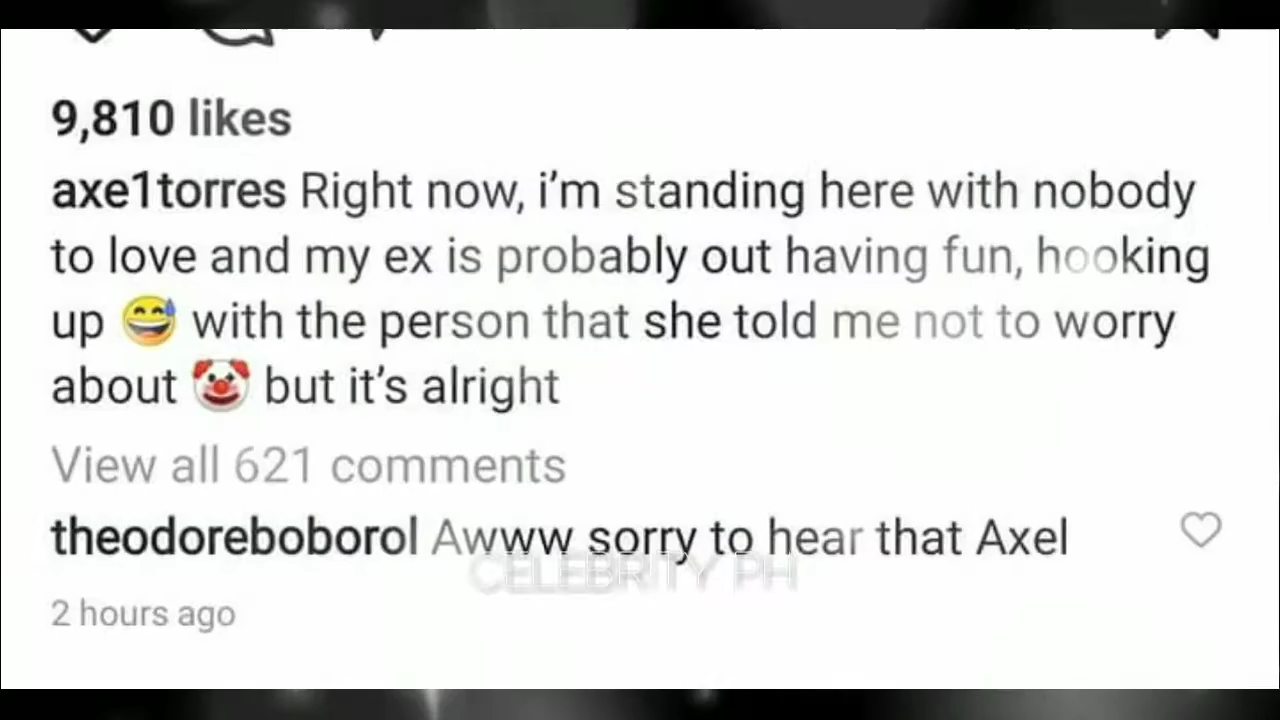 9,810 likes
axe1torres Right now, i'm standing here with nobody
to love and my ex is probably out having fun, hooking
up 😅 with the person that she told me not to worry
about 🤡 but it's alright
View all 621 comments
theodoreboborol Awww sorry to hear that Axel
CELEBRITY PH
2 hours ago